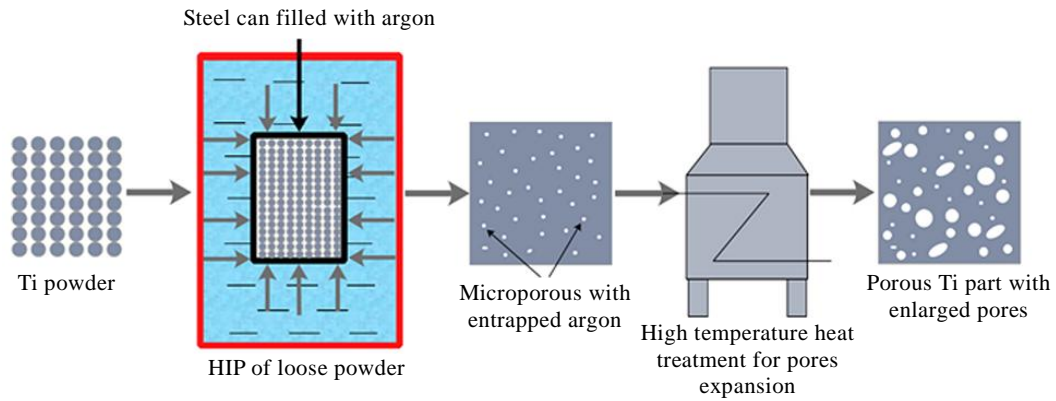 Steel can filled with argon
Ti powder
HIP of loose powder
Microporous with
entrapped argon
High temperature heat
treatment for pores
expansion
Porous Ti part with
enlarged pores